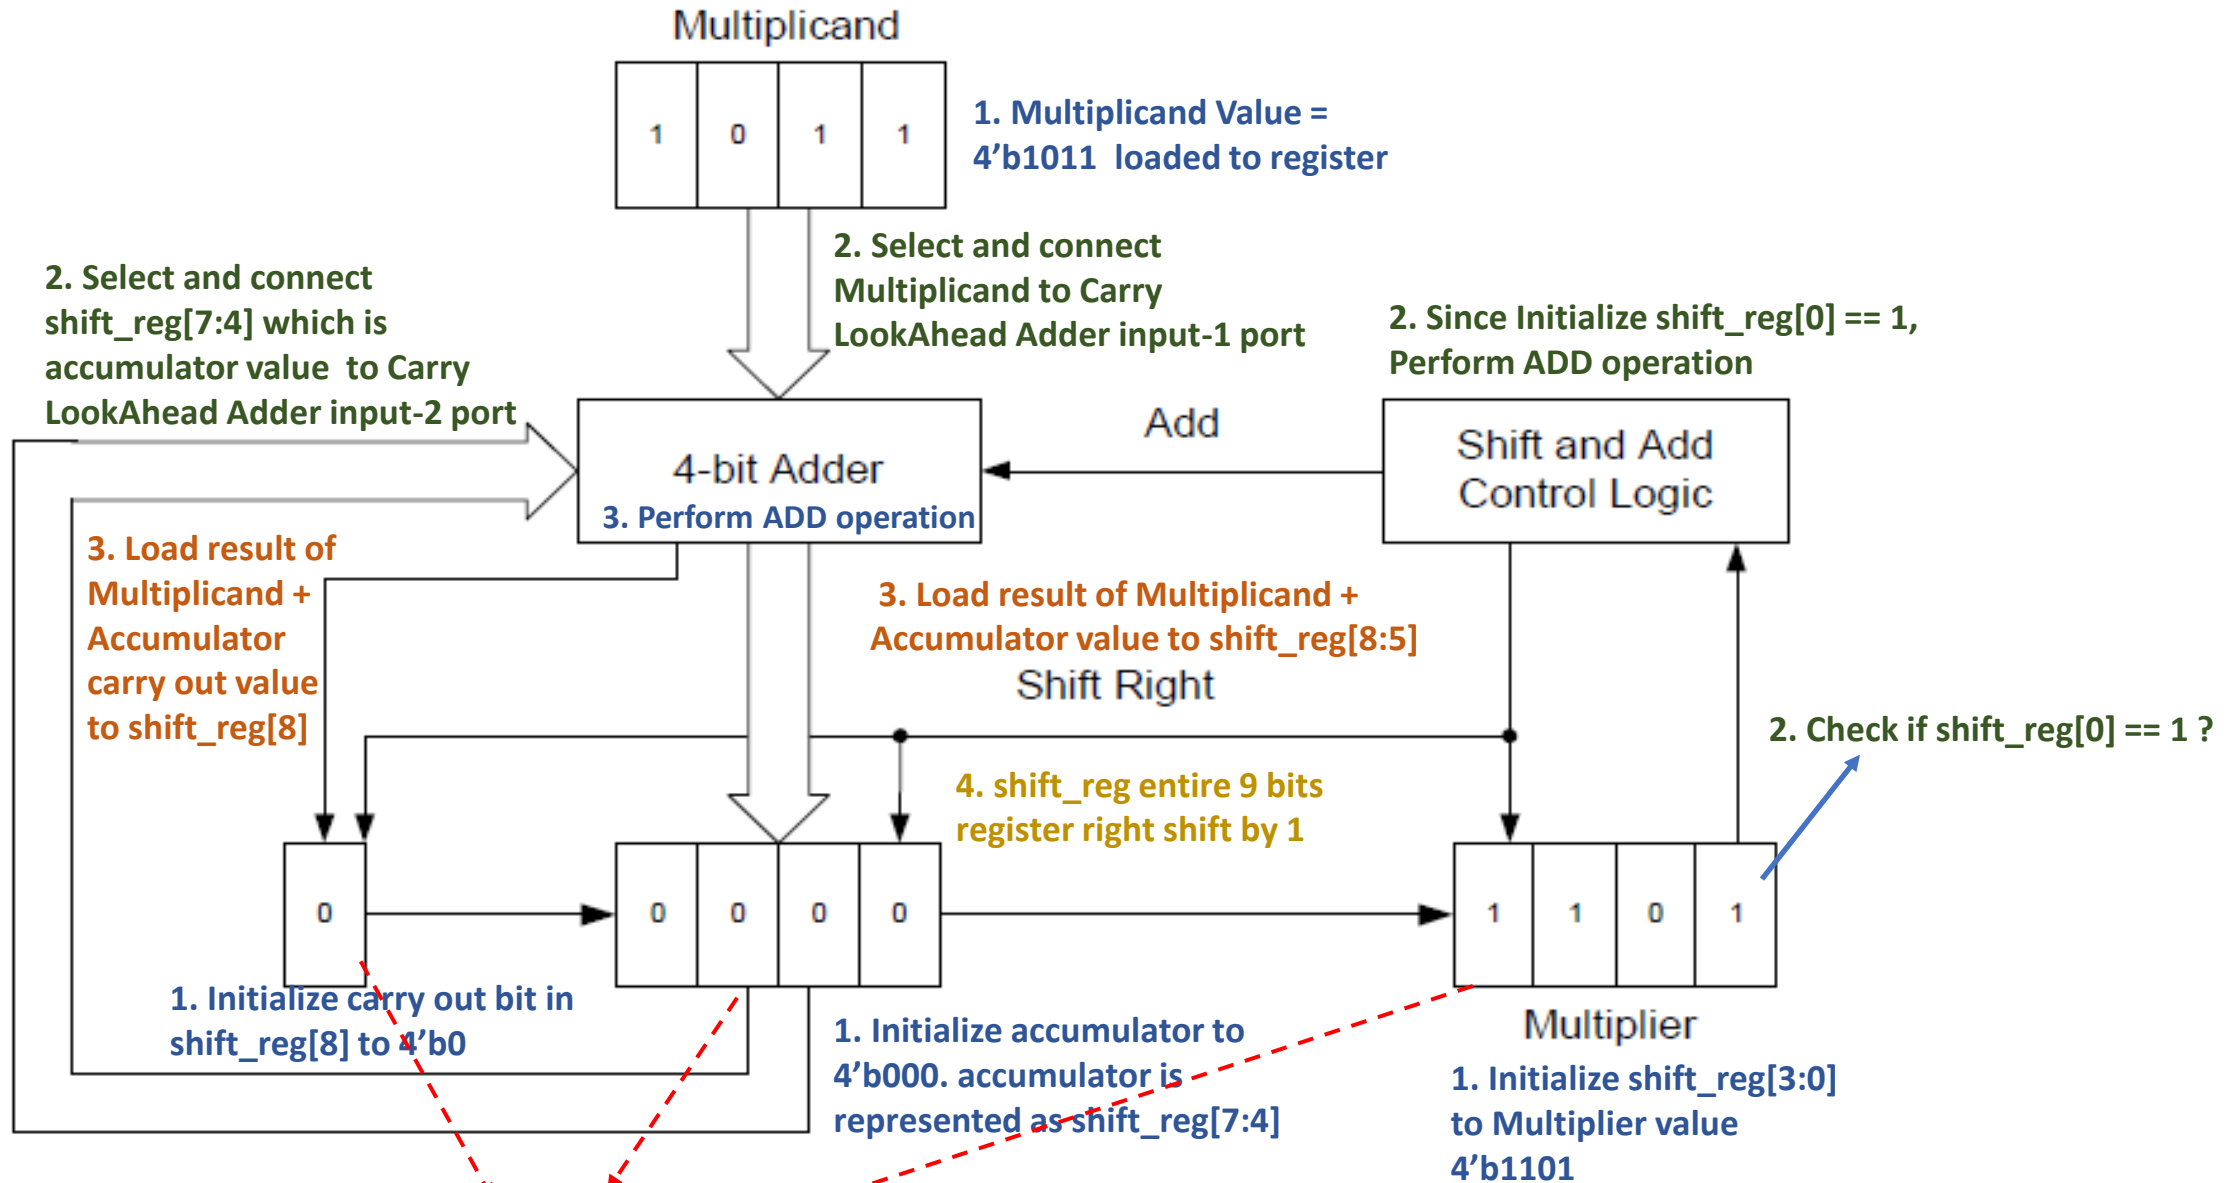 Multiplicand
1 0 1 1
1. Multiplicand Value =
4’b1011 loaded to register
2. Select and connect
Multiplicand to Carry
LookAhead Adder input-1 port
2. Select and connect
shift_reg[7:4] which is
accumulator value to Carry
LookAhead Adder input-2 port
2. Since Initialize shift_reg[0] == 1,
Perform ADD operation
Add
4-bit Adder
3. Perform ADD operation
Shift and Add
Control Logic
3. Load result of
Multiplicand +
Accumulator
carry out value
to shift_reg[8]
3. Load result of Multiplicand +
Accumulator value to shift_reg[8:5]
Shift Right
2. Check if shift_reg[0] == 1 ?
4. shift_reg entire 9 bits
register right shift by 1
0
0 0 0 0
1 1 0 1
1. Initialize carry out bit in
shift_reg[8] to 4’b0
1. Initialize accumulator to
4’b000. accumulator is
represented as shift_reg[7:4]
Multiplier
1. Initialize shift_reg[3:0]
to Multiplier value
4’b1101